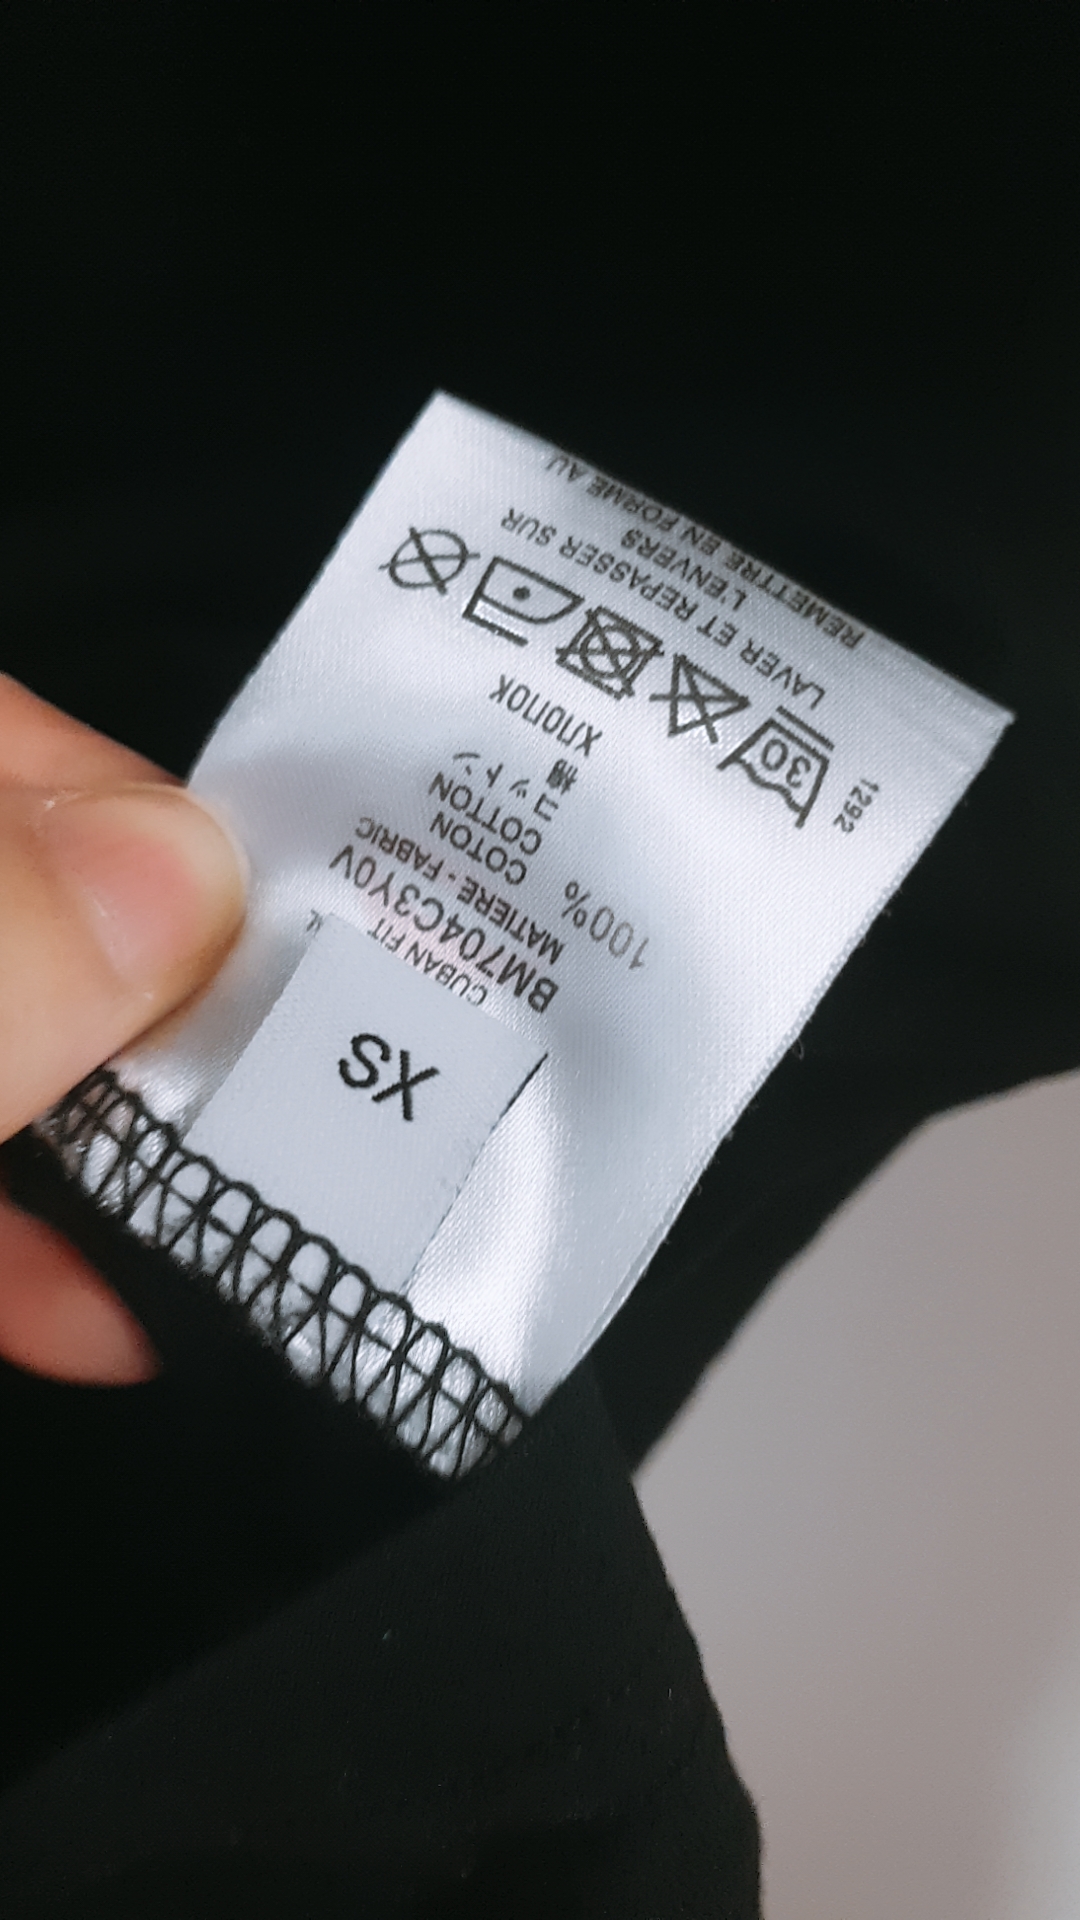 XS
CUBAN FIT
BM704C3Y0V
MATIERE - FABRIC
100% COTON
COTTON
コットン
棉
ХЛОПОК
30
1292
LAVER ET REPASSER SUR
L'ENVERS
REMETTRE EN FORME AU